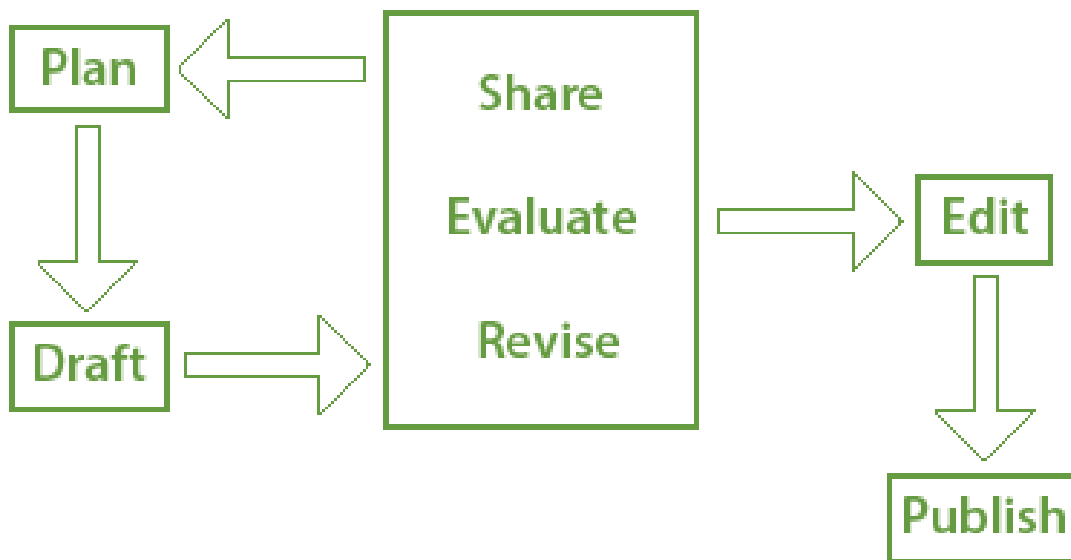 Plan
Share
Evaluate
Edit
Draft
Revise
Publish